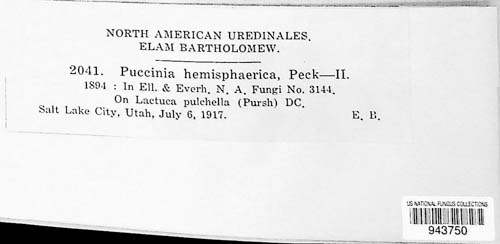 NORTH AMERICAN UREDINALES.
ELAM BARTHOLOMEW.
2041. Puccinia hemisphaerica, Peck—II.
1894 : In Ell. & Everh. N. A. Fungi No. 3144.
On Lactuca pulchella (Pursh) DC.
Salt Lake City, Utah, July 6, 1917. E. B.
US NATIONAL FUNGUS COLLECTIONS
943750